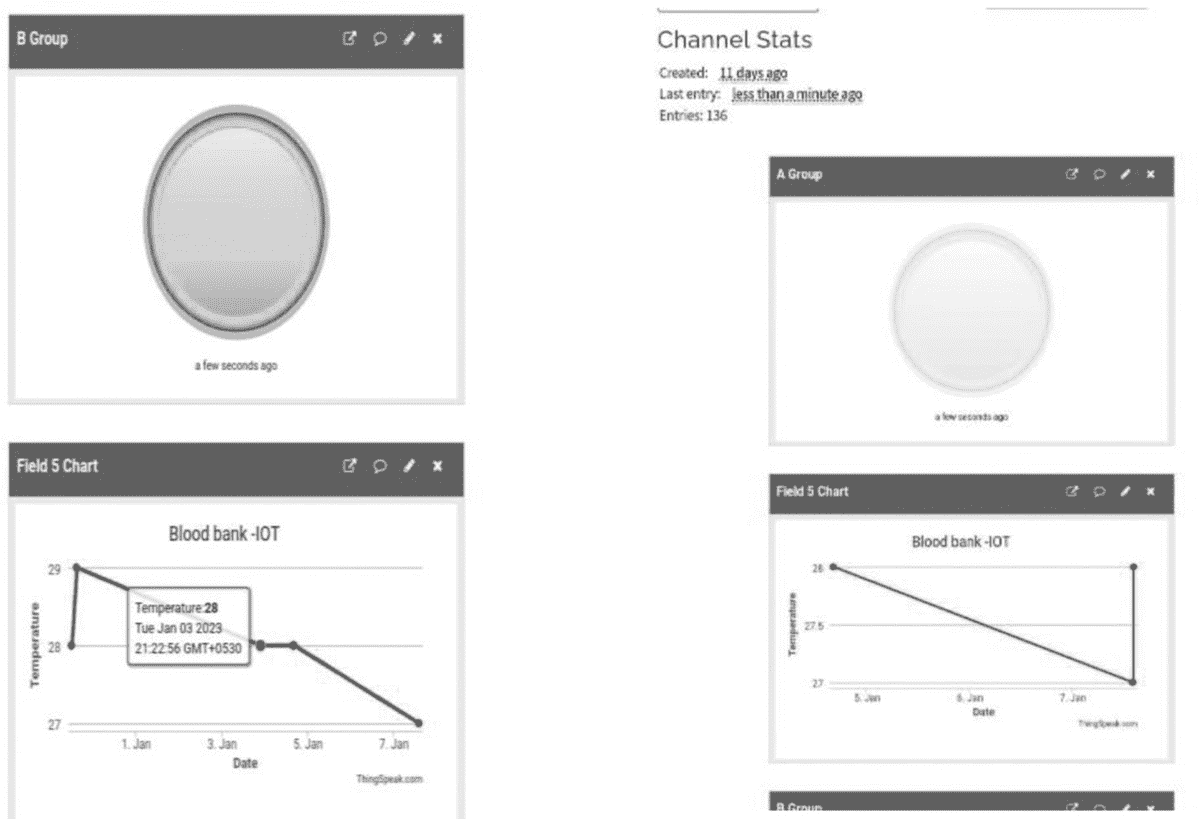 B Group
a few seconds ago
Field 5 Chart
Blood bank -IOT
29
28
27
Temperature
Temperature:28
Tue Jan 03 2023
21:22:56 GMT+0530
1. Jan
3. Jan
5. Jan
7. Jan
Date
ThingSpeak.com
Channel Stats
Created: 11 days ago
Last entry: less than a minute ago
Entries: 136
A Group
a few seconds ago
Field 5 Chart
Blood bank -IOT
28
27.5
27
Temperature
5. Jan
6. Jan
7. Jan
Date
ThingSpeak.com
B Group